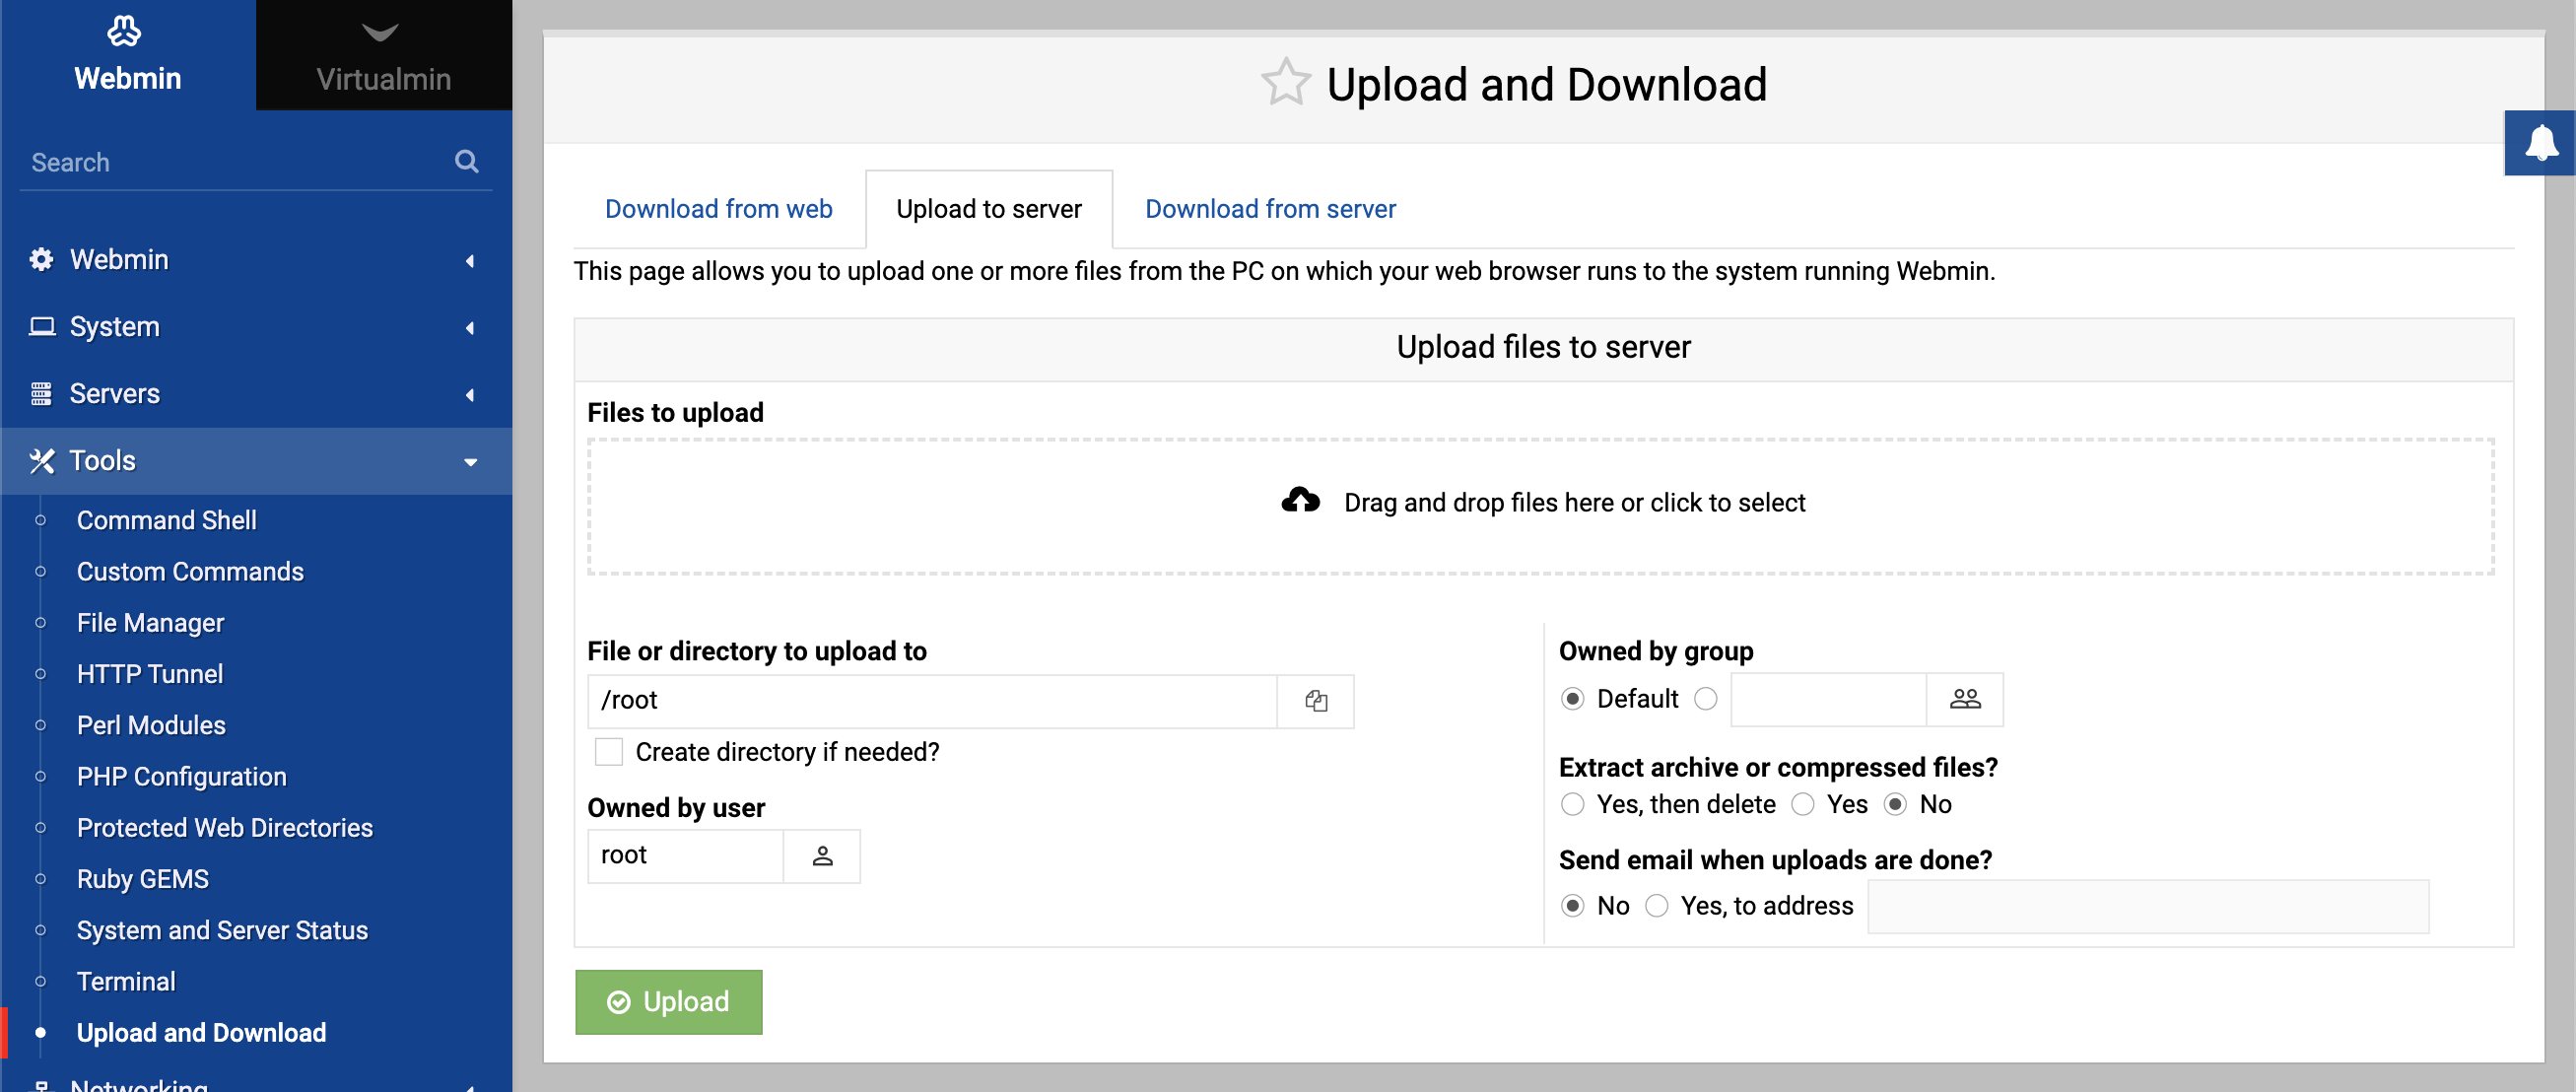 Webmin
Virtualmin
Search
Webmin
System
Servers
Tools
Command Shell
Custom Commands
File Manager
HTTP Tunnel
Perl Modules
PHP Configuration
Protected Web Directories
Ruby GEMS
System and Server Status
Terminal
Upload and Download
Networking
Upload and Download
Download from web
Upload to server
Download from server
This page allows you to upload one or more files from the PC on which your web browser runs to the system running Webmin.
Upload files to server
Files to upload
Drag and drop files here or click to select
File or directory to upload to
/root
Create directory if needed?
Owned by user
root
Owned by group
Default
Extract archive or compressed files?
Yes, then delete Yes No
Send email when uploads are done?
No Yes, to address
Upload